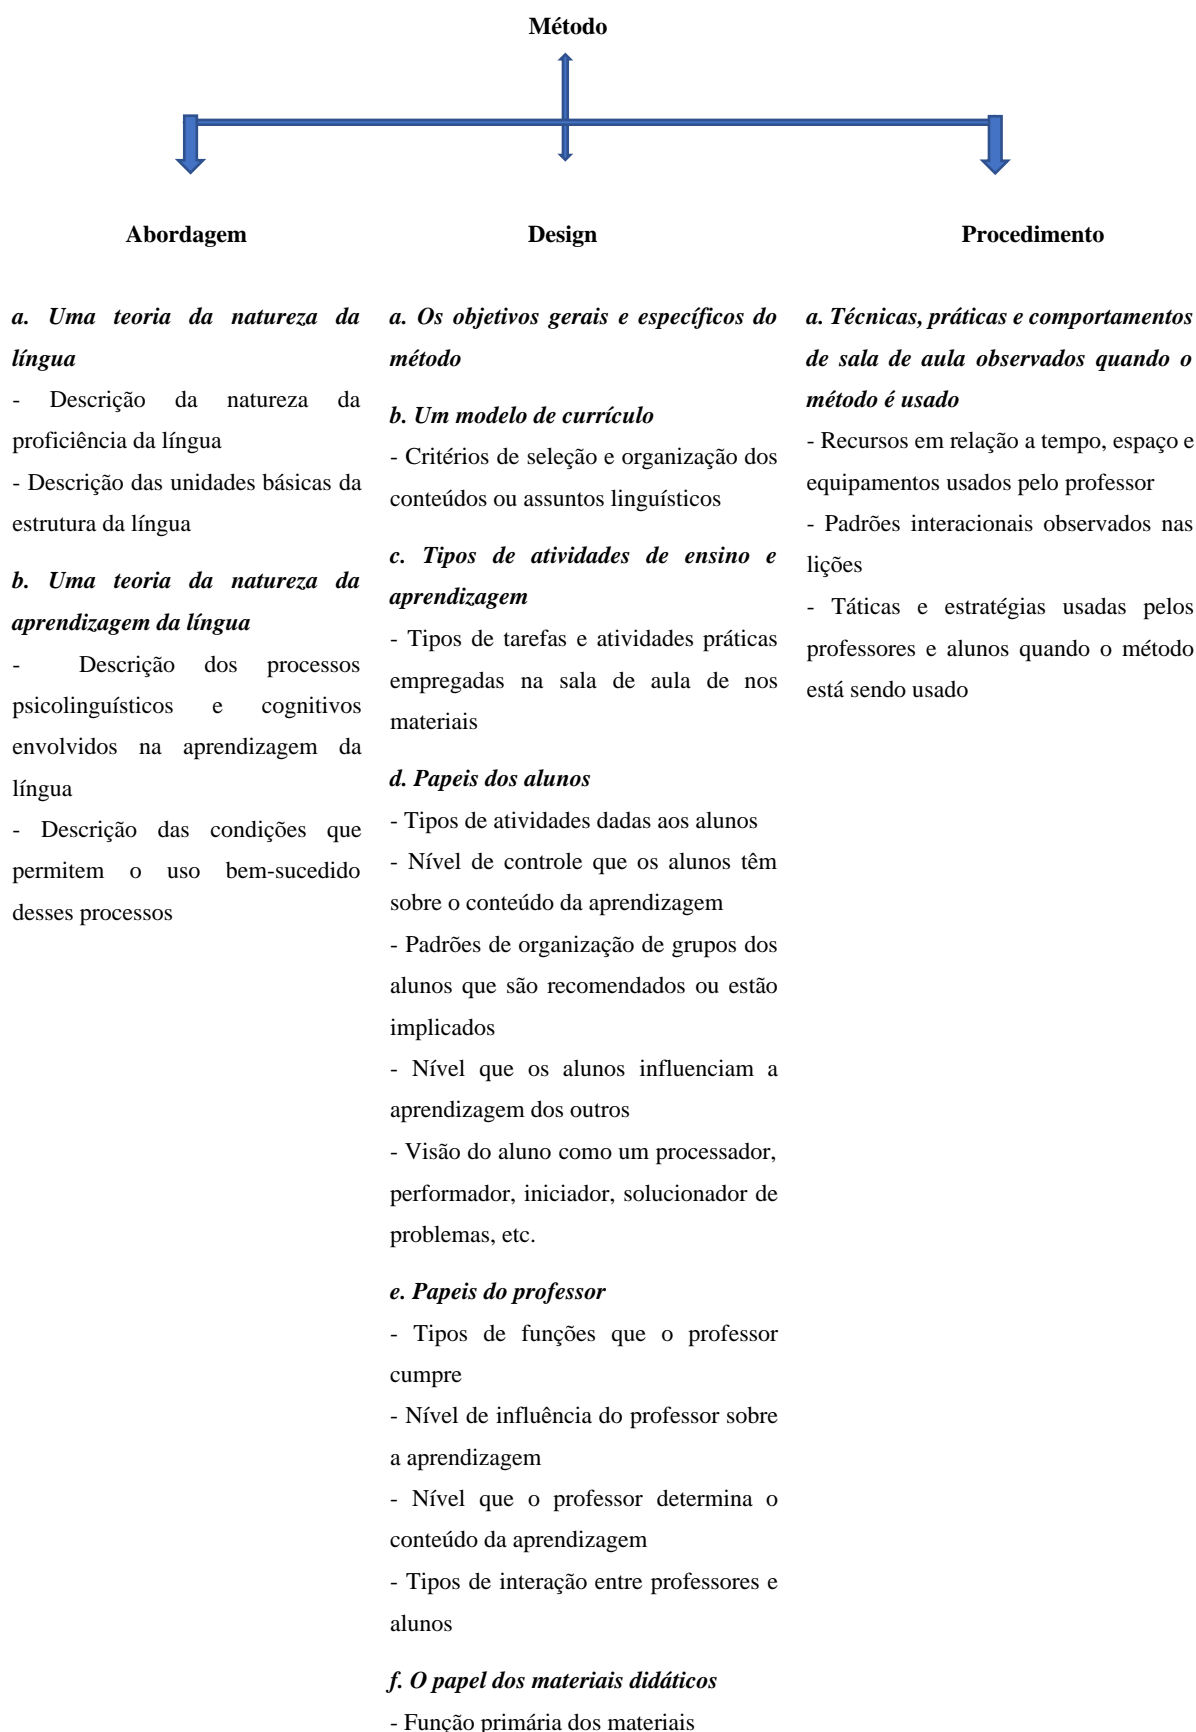 Método
Abordagem
Design
Procedimento
a. Uma teoria da natureza da
língua
- Descrição da natureza da
proficiência da língua
- Descrição das unidades básicas da
estrutura da língua
b. Uma teoria da natureza da
aprendizagem da língua
- Descrição dos processos
psicolinguísticos e cognitivos
envolvidos na aprendizagem da
língua
- Descrição das condições que
permitem o uso bem-sucedido
desses processos
a. Os objetivos gerais e específicos do
método
b. Um modelo de currículo
- Critérios de seleção e organização dos
conteúdos ou assuntos linguísticos
c. Tipos de atividades de ensino e
aprendizagem
- Tipos de tarefas e atividades práticas
empregadas na sala de aula de nos
materiais
d. Papeis dos alunos
- Tipos de atividades dadas aos alunos
- Nível de controle que os alunos têm
sobre o conteúdo da aprendizagem
- Padrões de organização de grupos dos
alunos que são recomendados ou estão
implicados
- Nível que os alunos influenciam a
aprendizagem dos outros
- Visão do aluno como um processador,
performador, iniciador, solucionador de
problemas, etc.
e. Papeis do professor
- Tipos de funções que o professor
cumpre
- Nível de influência do professor sobre
a aprendizagem
- Nível que o professor determina o
conteúdo da aprendizagem
- Tipos de interação entre professores e
alunos
f. O papel dos materiais didáticos
- Função primária dos materiais
a. Técnicas, práticas e comportamentos
de sala de aula observados quando o
método é usado
- Recursos em relação a tempo, espaço e
equipamentos usados pelo professor
- Padrões interacionais observados nas
lições
- Táticas e estratégias usadas pelos
professores e alunos quando o método
está sendo usado